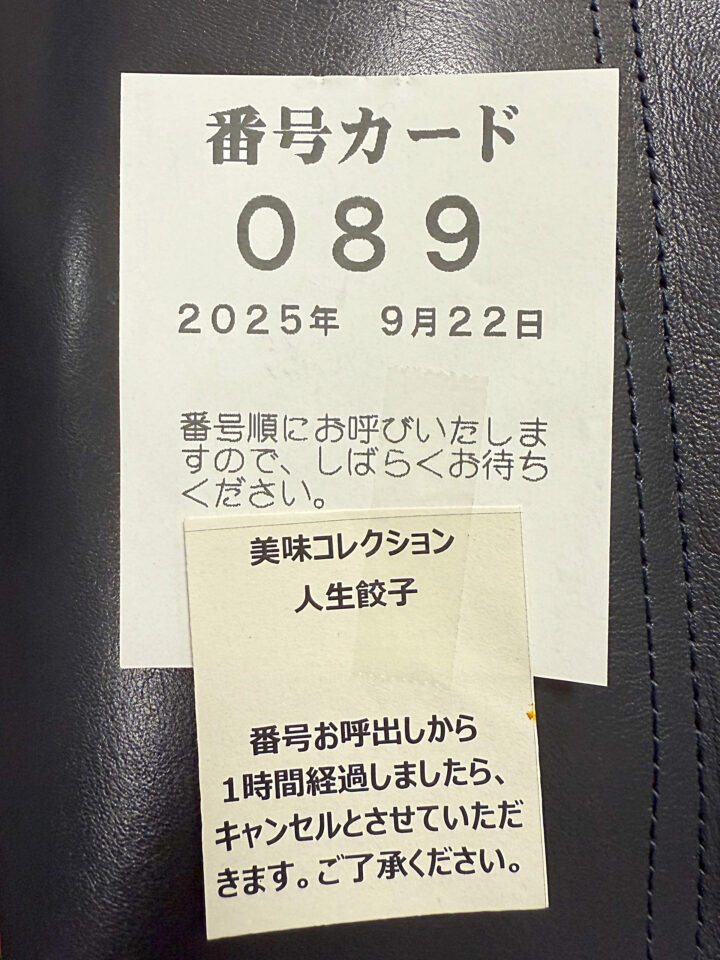 番号カード
０８９
２０２５年　９月２２日
番号順にお呼びいたしま
すので、しばらくお待ち
ください。
美味コレクション
人生餃子
番号お呼出しから
1時間経過しましたら、
キャンセルとさせていただ
きます。ご了承ください。